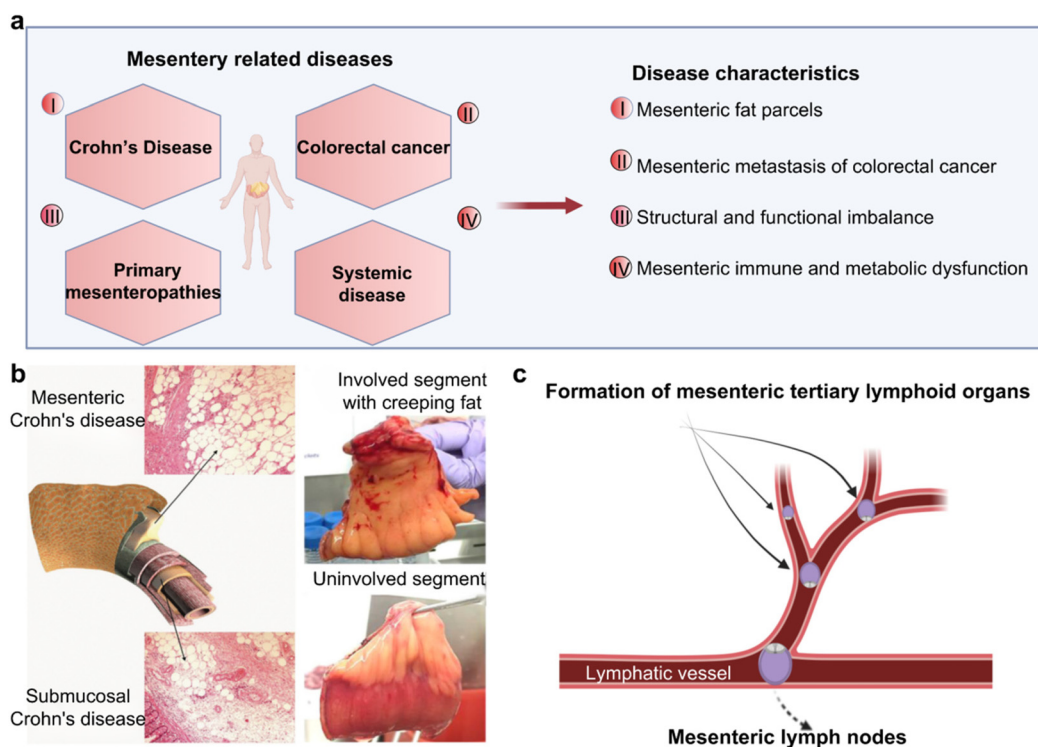 a
Mesentery related diseases
I
Crohn's Disease
II
Colorectal cancer
III
Primary
mesenteropathies
IV
Systemic
disease
Disease characteristics
I Mesenteric fat parcels
II Mesenteric metastasis of colorectal cancer
III Structural and functional imbalance
IV Mesenteric immune and metabolic dysfunction
b
Mesenteric
Crohn's disease
Submucosal
Crohn's disease
Involved segment
with creeping fat
Uninvolved segment
c
Formation of mesenteric tertiary lymphoid organs
Lymphatic vessel
Mesenteric lymph nodes